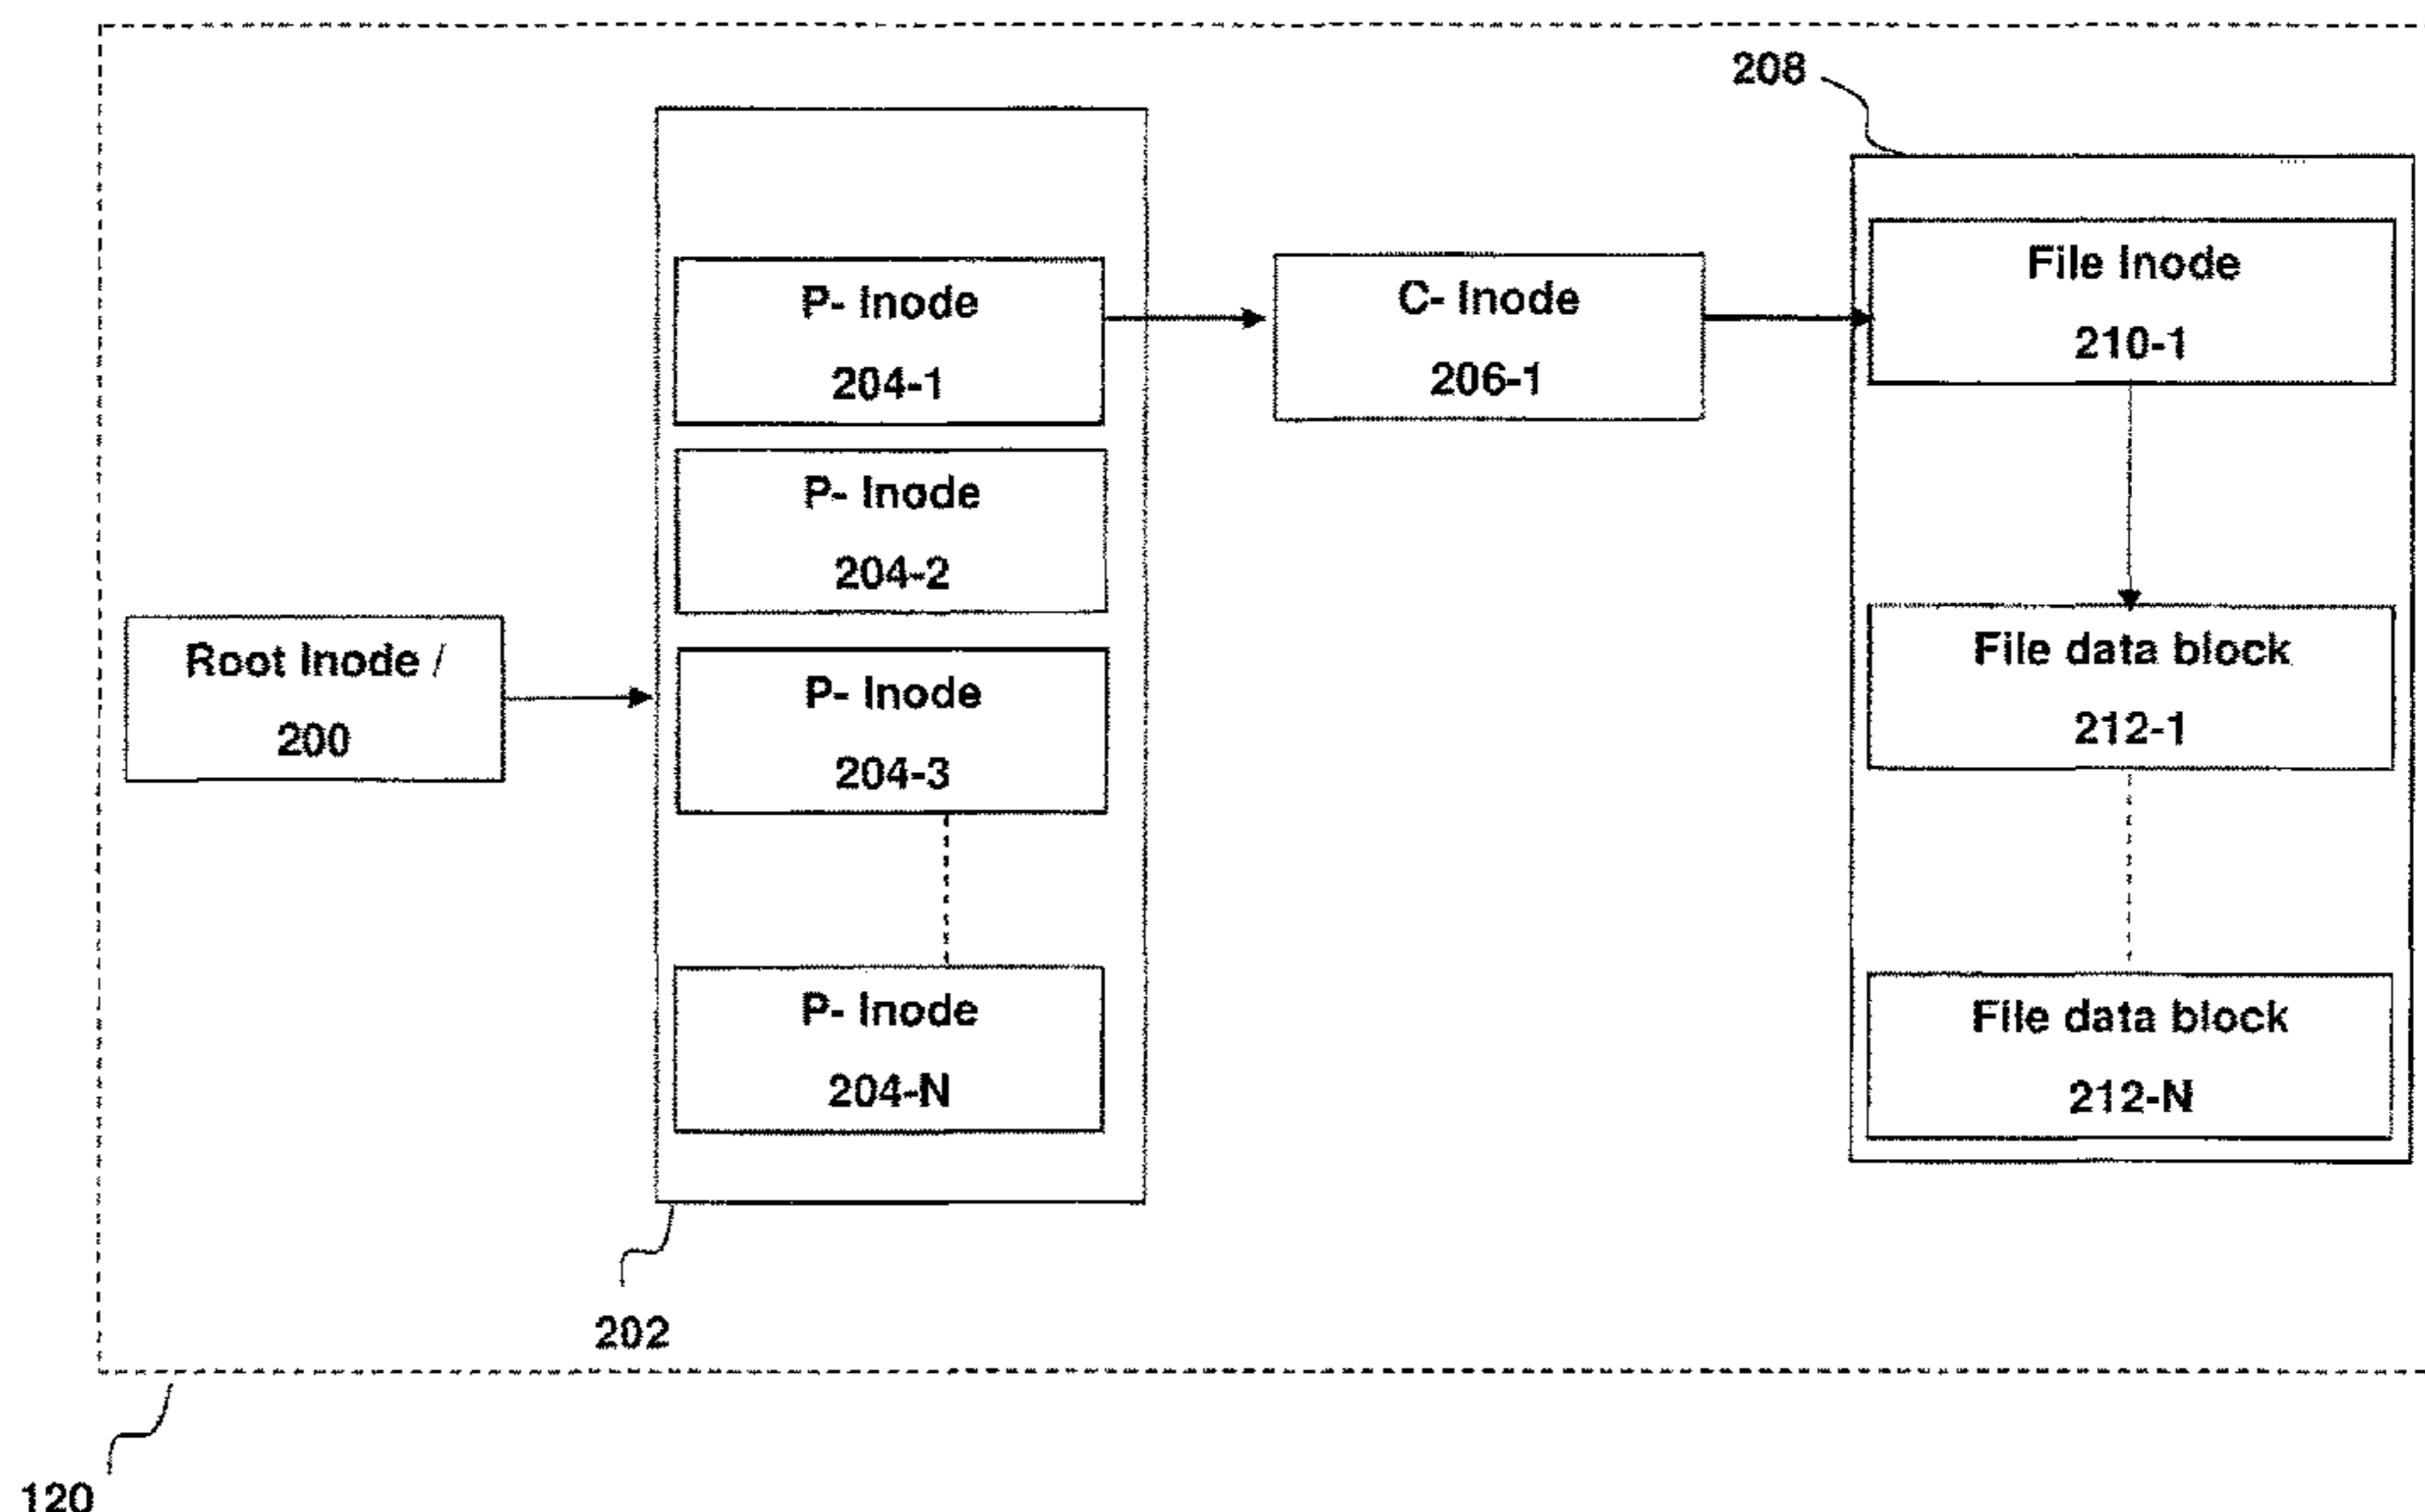 208
P- Inode
204-1
C- Inode
206-1
File Inode
210-1
P- Inode
204-2
Root Inode /
200
P- Inode
204-3
File data block
212-1
P- Inode
204-N
File data block
212-N
202
120